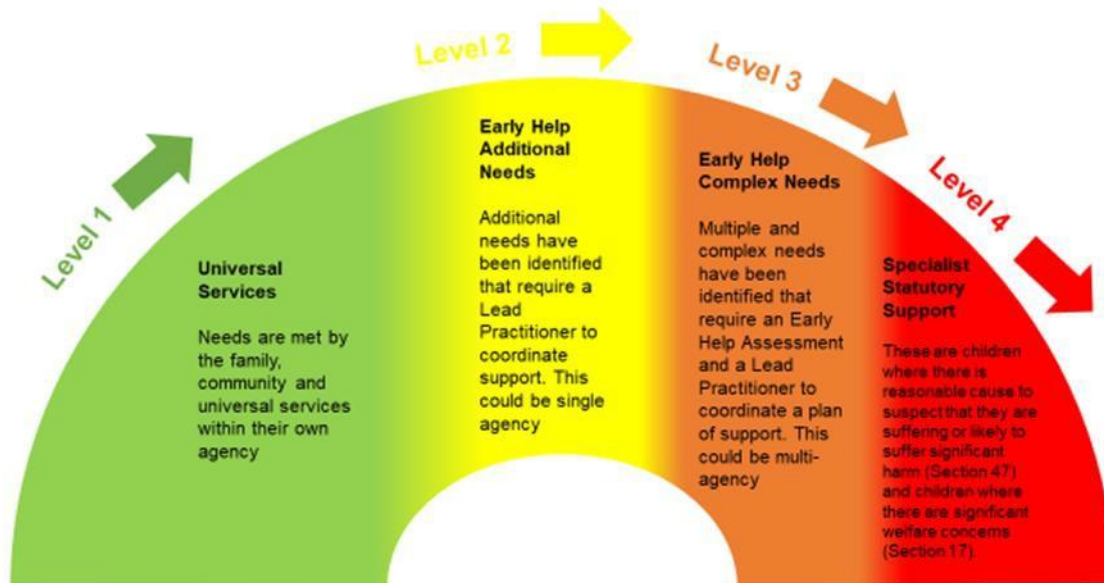 Level 1
Universal
Services
Needs are met by
the family,
community and
universal services
within their own
agency
Level 2
Early Help
Additional
Needs
Additional
needs have
been identified
that require a
Lead
Practitioner to
coordinate
support. This
could be single
agency
Level 3
Early Help
Complex Needs
Multiple and
complex needs
have been
identified that
require an Early
Help Assessment
and a Lead
Practitioner to
coordinate a plan
of support. This
could be multi-
agency
Level 4
Specialist
Statutory
Support
These are children
where there is
reasonable cause to
suspect that they are
suffering or likely to
suffer significant
harm (Section 47)
and children where
there are significant
welfare concerns
(Section 17).